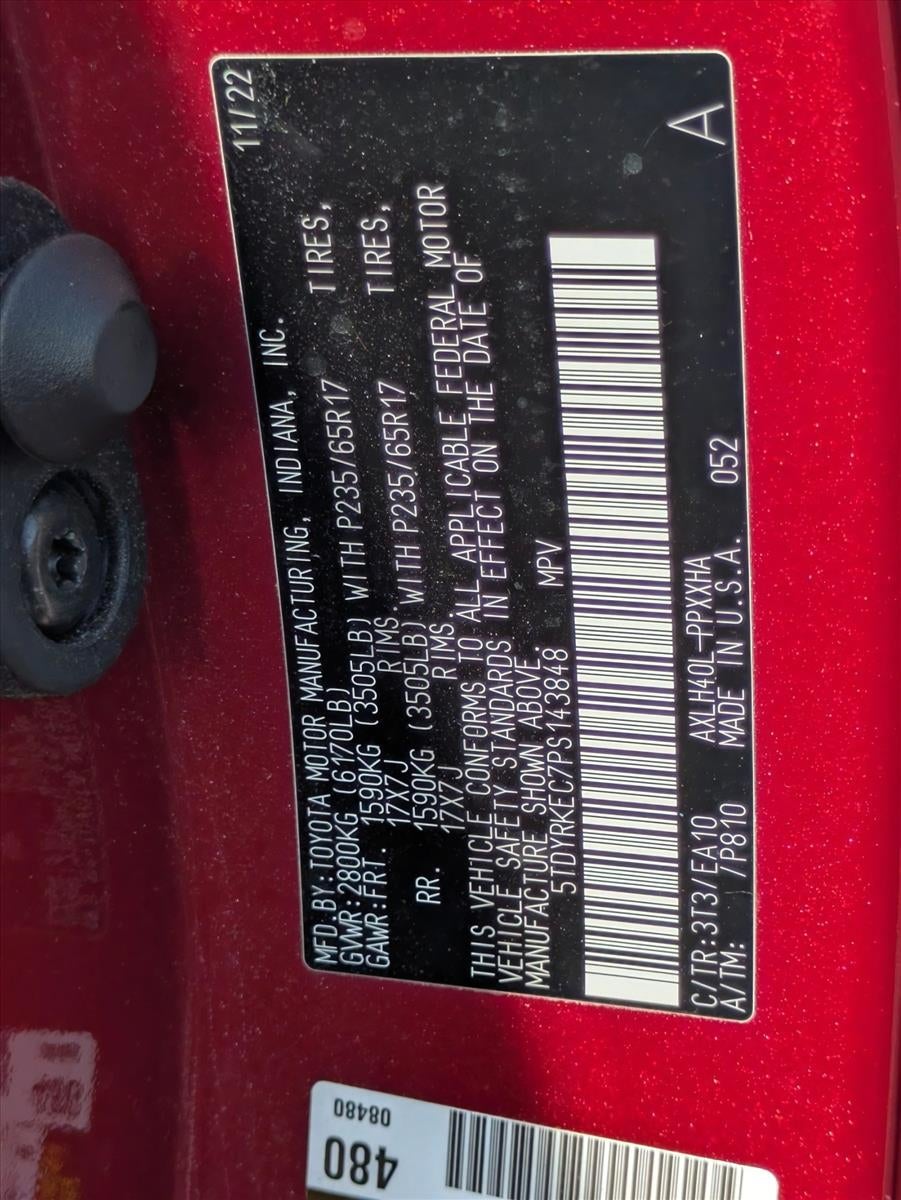 MFD.BY:TOYOTA MOTOR MANUFACTURING, INDIANA, INC. 11/22
GVWR:2800KG (6170LB)
GAWR:FRT. 1590KG (3505LB) WITH P235/65R17 TIRES,
17X7J RIMS.
RR. 1590KG (3505LB) WITH P235/65R17 TIRES,
17X7J RIMS.
THIS VEHICLE CONFORMS TO ALL APPLICABLE FEDERAL MOTOR
VEHICLE SAFETY STANDARDS IN EFFECT ON THE DATE OF
MANUFACTURE SHOWN ABOVE.
5TDYRKEC7PS143848 MPV
C/TR:3T3/EA10 AXLH40L-PPXXHA 052 A
A/TM: /P810 MADE IN U.S.A.
08480
480